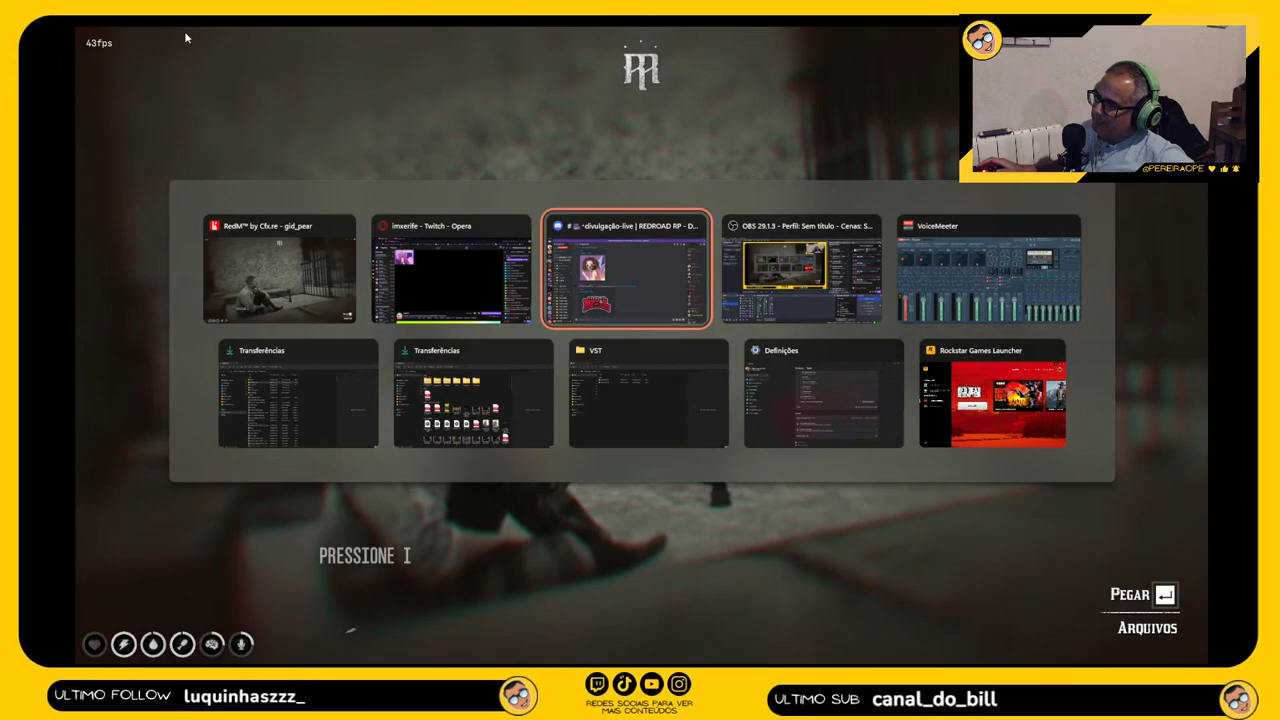 43fps
@PEREIRAOPE
RedM™ by Cfx.re - gid_pear
imxerife - Twitch - Opera
# divulgação-live | REDROAD RP - D...
OBS 29.1.3 - Perfil: Sem título - Cenas: S...
VoiceMeeter
Transferências
Transferências
VST
Definições
Rockstar Games Launcher
PRESSIONE I
PEGAR
ARQUIVOS
ULTIMO FOLLOW luquinhaszzz_
REDES SOCIAIS PARA VER
MAIS CONTEÚDOS
ULTIMO SUB canal_do_bill